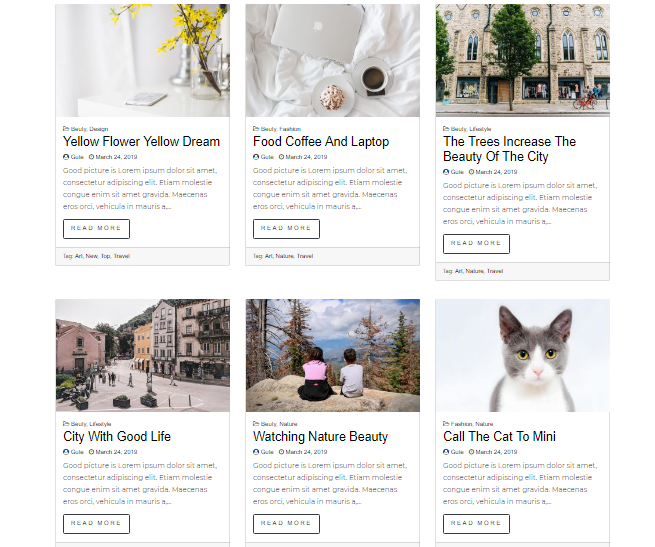 Beuty, Design
Yellow Flower Yellow Dream
Gute March 24, 2019
Good picture is Lorem ipsum dolor sit amet,
consectetur adipiscing elit. Etiam molestie
congue enim sit amet gravida. Maecenas
eros orci, vehicula in mauris a,...
READ MORE
Tag: Art, New, Top, Travel
Beuty, Fashion
Food Coffee And Laptop
Gute March 24, 2019
Good picture is Lorem ipsum dolor sit amet,
consectetur adipiscing elit. Etiam molestie
congue enim sit amet gravida. Maecenas
eros orci, vehicula in mauris a,...
READ MORE
Tag: Art, Nature, Travel
Beuty, Lifestyle
The Trees Increase The
Beauty Of The City
Gute March 24, 2019
Good picture is Lorem ipsum dolor sit amet,
consectetur adipiscing elit. Etiam molestie
congue enim sit amet gravida. Maecenas
eros orci, vehicula in mauris a,...
READ MORE
Tag: Art, Nature, Travel
Beuty, Lifestyle
City With Good Life
Gute March 24, 2019
Good picture is Lorem ipsum dolor sit amet,
consectetur adipiscing elit. Etiam molestie
congue enim sit amet gravida. Maecenas
eros orci, vehicula in mauris a,...
READ MORE
Beuty, Nature
Watching Nature Beauty
Gute March 24, 2019
Good picture is Lorem ipsum dolor sit amet,
consectetur adipiscing elit. Etiam molestie
congue enim sit amet gravida. Maecenas
eros orci, vehicula in mauris a,...
READ MORE
Fashion, Nature
Call The Cat To Mini
Gute March 24, 2019
Good picture is Lorem ipsum dolor sit amet,
consectetur adipiscing elit. Etiam molestie
congue enim sit amet gravida. Maecenas
eros orci, vehicula in mauris a,...
READ MORE